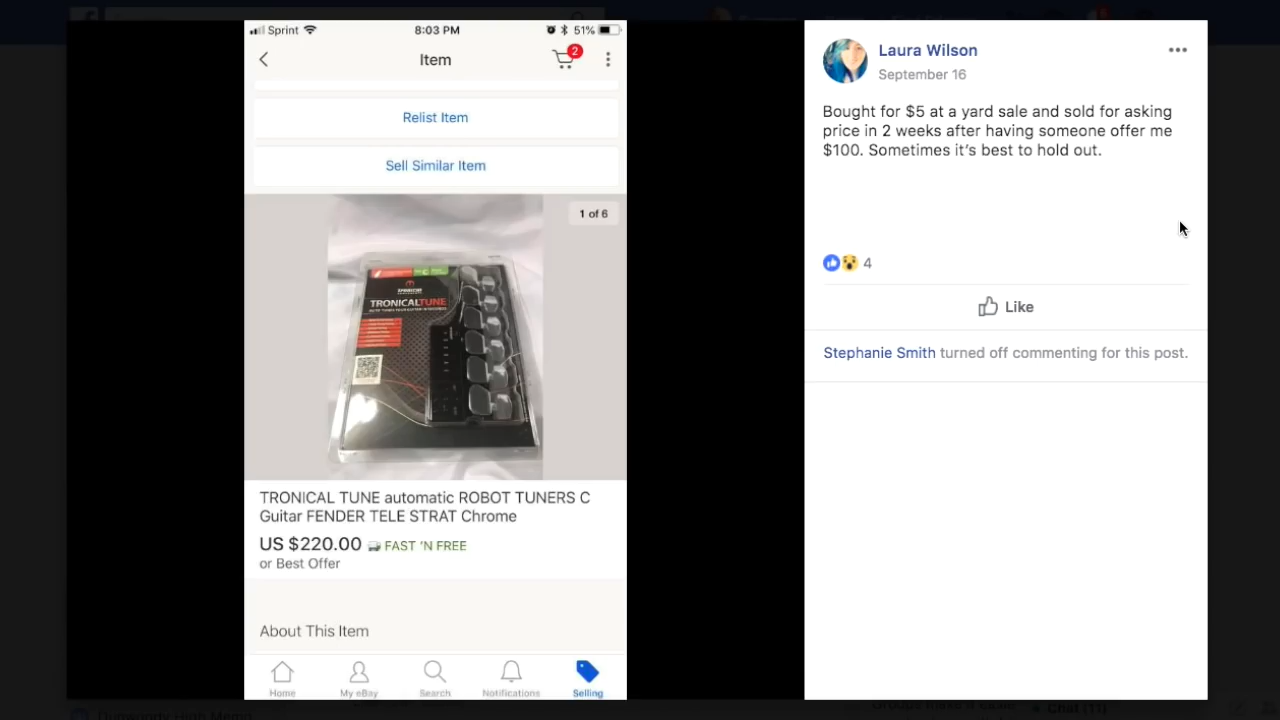 Sprint 8:03 PM 51%
Item 2
Relist Item
Sell Similar Item
1 of 6
TRONICALTUNE
TRONICAL TUNE automatic ROBOT TUNERS C
Guitar FENDER TELE STRAT Chrome
US $220.00 FAST 'N FREE
or Best Offer
About This Item
Home My eBay Search Notifications Selling
Laura Wilson
September 16
Bought for $5 at a yard sale and sold for asking
price in 2 weeks after having someone offer me
$100. Sometimes it's best to hold out.
4
Like
Stephanie Smith turned off commenting for this post.
Chat (11)